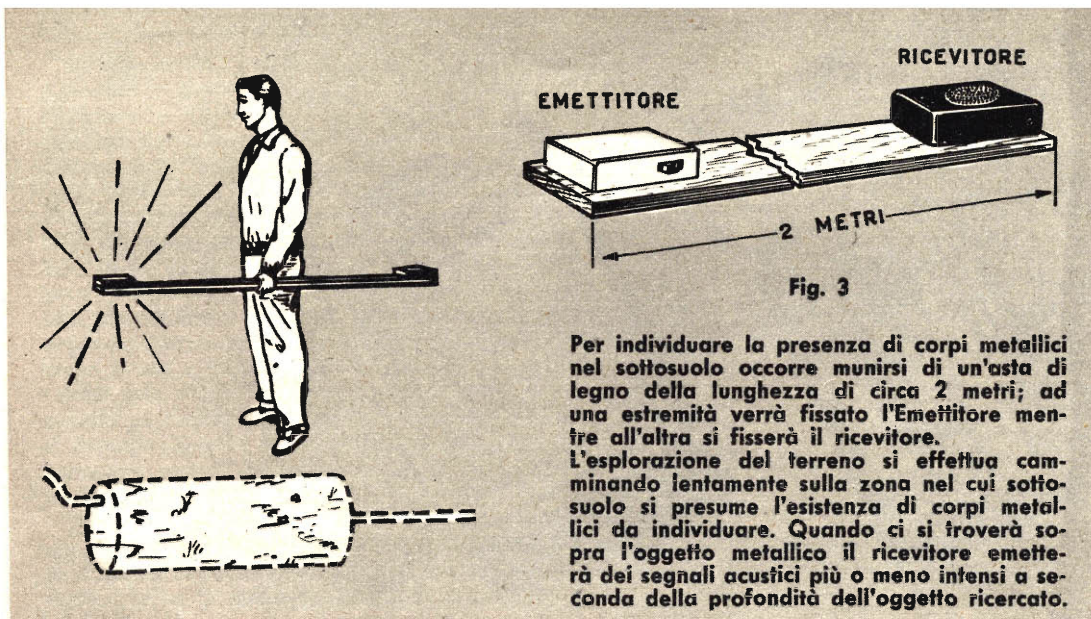 RICEVITORE
EMETTITORE
2 METRI
Fig. 3
Per individuare la presenza di corpi metallici
nel sottosuolo occorre munirsi di un'asta di
legno della lunghezza di circa 2 metri; ad
una estremità verrà fissato l'Emettitore men-
tre all'altra si fisserà il ricevitore.
L'esplorazione del terreno si effettua cam-
minando lentamente sulla zona nel cui sotto-
suolo si presume l'esistenza di corpi metal-
lici da individuare. Quando ci si troverà so-
pra l'oggetto metallico il ricevitore emette-
rà dei segnali acustici più o meno intensi a se-
conda della profondità dell'oggetto ricercato.